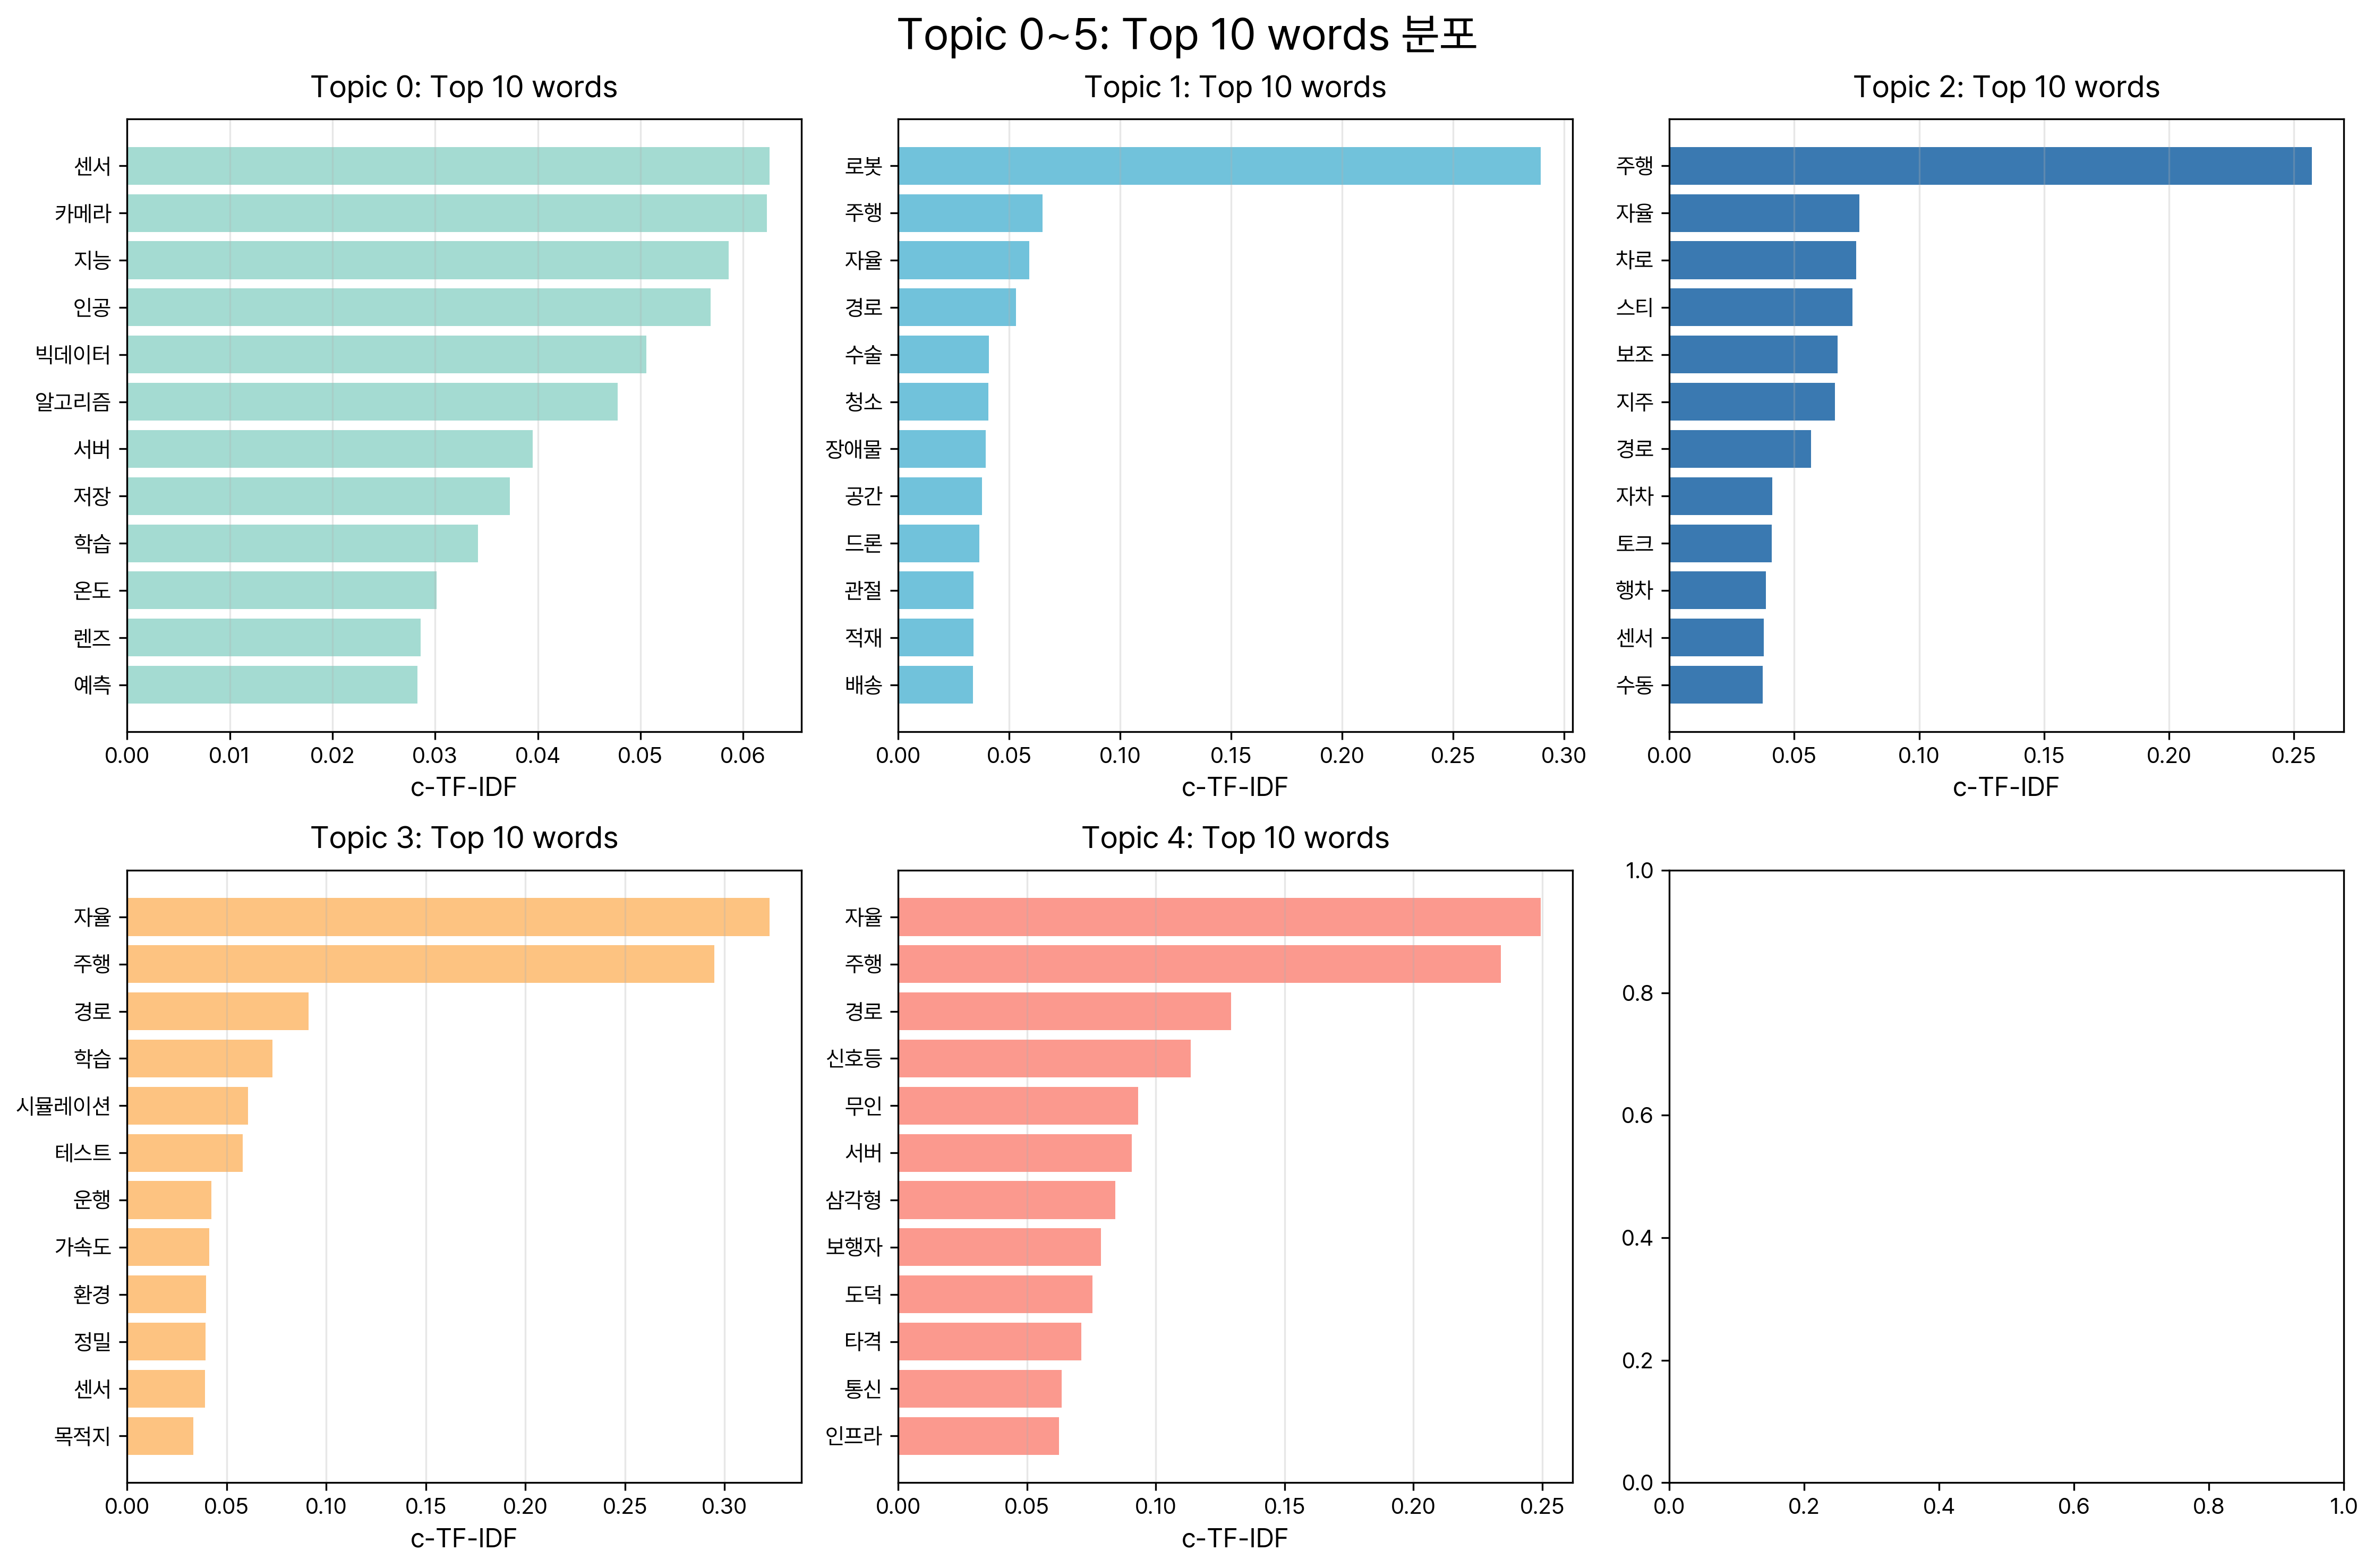 Topic 0~5: Top 10 words 분포
Topic 0: Top 10 words
센서
카메라
지능
인공
빅데이터
알고리즘
서버
저장
학습
온도
렌즈
예측
0.00 0.01 0.02 0.03 0.04 0.05 0.06
c-TF-IDF
Topic 1: Top 10 words
로봇
주행
자율
경로
수술
청소
장애물
공간
드론
관절
적재
배송
0.00 0.05 0.10 0.15 0.20 0.25 0.30
c-TF-IDF
Topic 2: Top 10 words
주행
자율
차로
스티
보조
지주
경로
자차
토크
행차
센서
수동
0.00 0.05 0.10 0.15 0.20 0.25
c-TF-IDF
Topic 3: Top 10 words
자율
주행
경로
학습
시뮬레이션
테스트
운행
가속도
환경
정밀
센서
목적지
0.00 0.05 0.10 0.15 0.20 0.25 0.30
c-TF-IDF
Topic 4: Top 10 words
자율
주행
경로
신호등
무인
서버
삼각형
보행자
도덕
타격
통신
인프라
0.00 0.05 0.10 0.15 0.20 0.25
c-TF-IDF
1.0
0.8
0.6
0.4
0.2
0.0
0.0 0.2 0.4 0.6 0.8 1.0